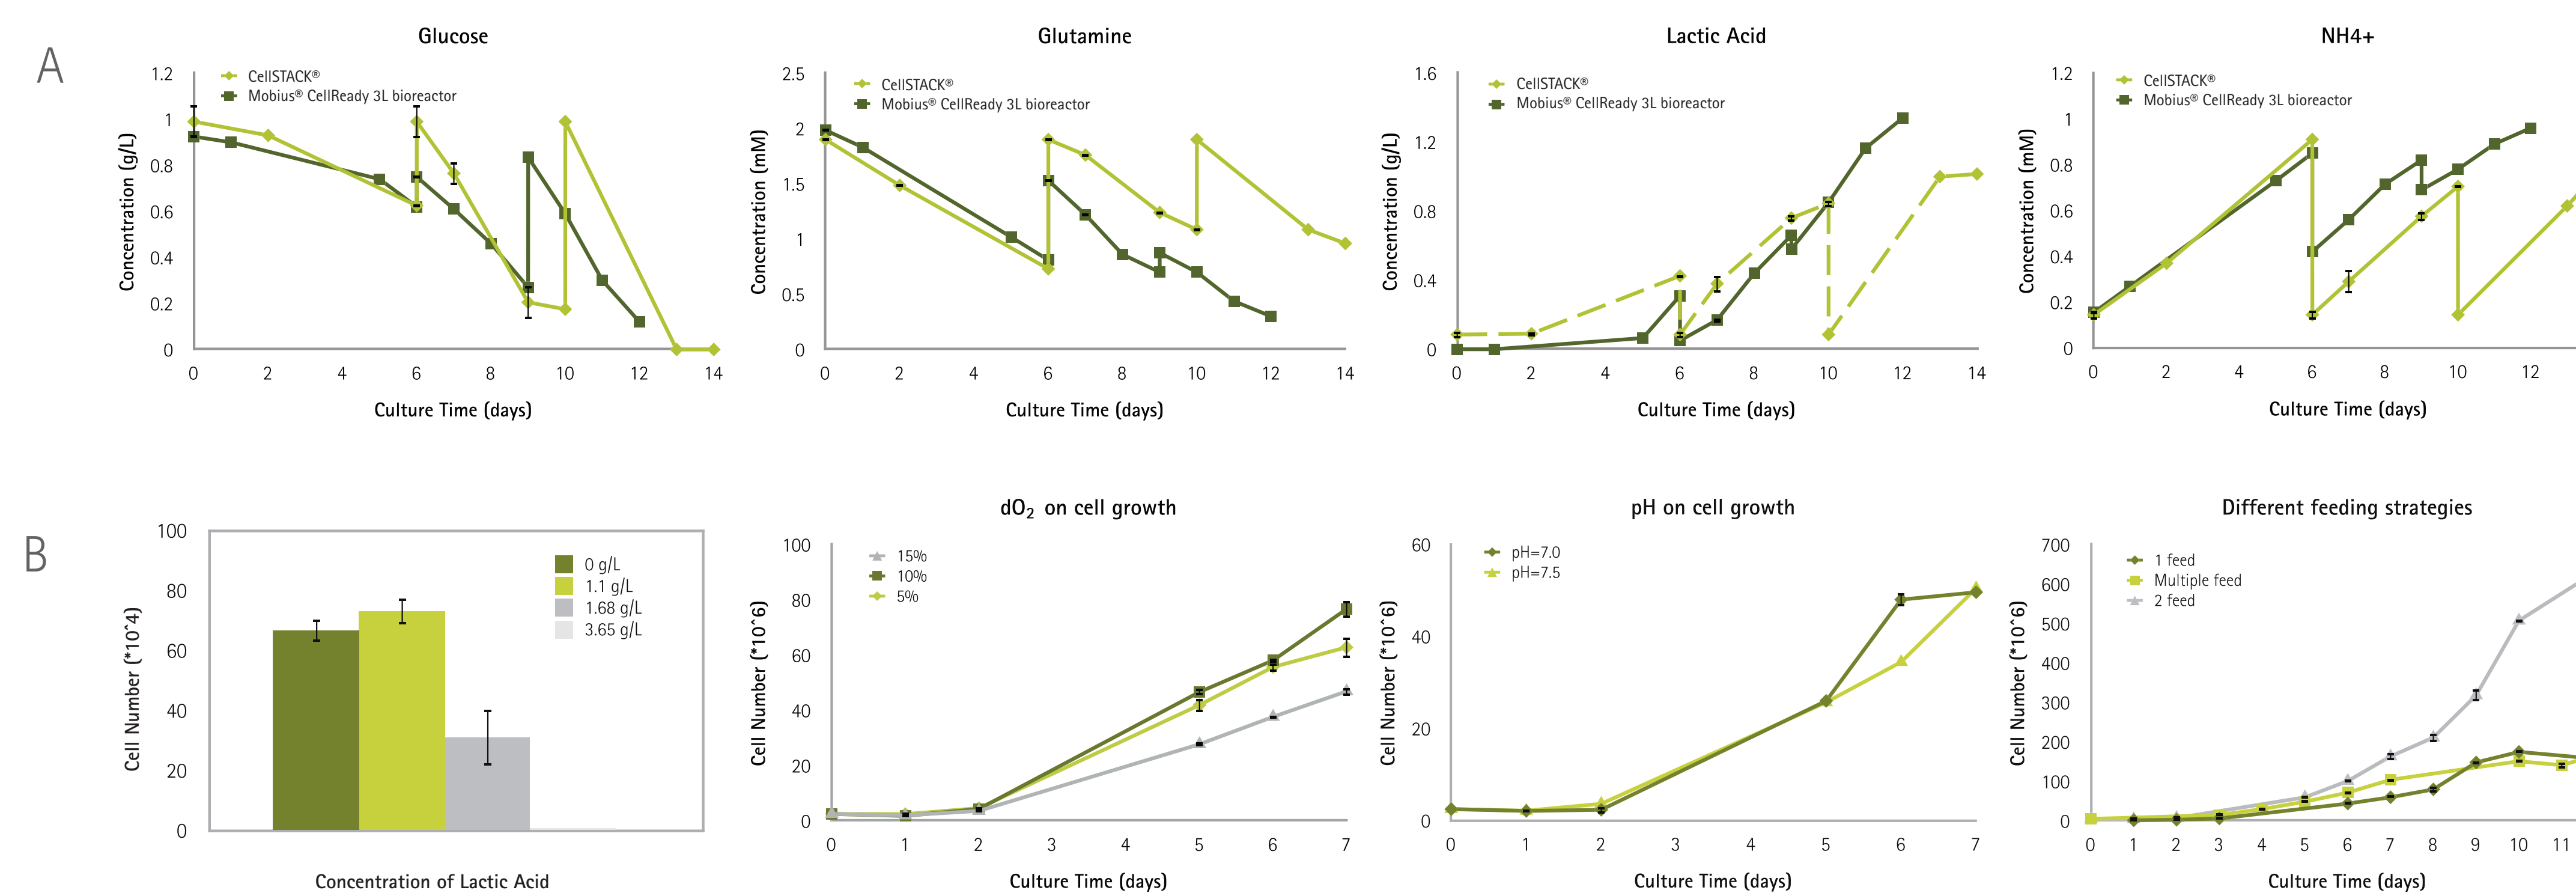 A
Glucose
CellSTACK®
Mobius® CellReady 3L bioreactor
Concentration (g/L)
1.2
1
0.8
0.6
0.4
0.2
0
0 2 4 6 8 10 12 14
Culture Time (days)
Glutamine
CellSTACK®
Mobius® CellReady 3L bioreactor
Concentration (mM)
2.5
2
1.5
1
0.5
0
0 2 4 6 8 10 12 14
Culture Time (days)
Lactic Acid
CellSTACK®
Mobius® CellReady 3L bioreactor
Concentration (g/L)
1.6
1.2
0.8
0.4
0
0 2 4 6 8 10 12 14
Culture Time (days)
NH4+
CellSTACK®
Mobius® CellReady 3L bioreactor
Concentration (mM)
1.2
1
0.8
0.6
0.4
0.2
0
0 2 4 6 8 10 12
Culture Time (days)
B
0 g/L
1.1 g/L
1.68 g/L
3.65 g/L
Cell Number (*10^4)
100
80
60
40
20
0
Concentration of Lactic Acid
dO₂ on cell growth
15%
10%
5%
Cell Number (*10^6)
100
80
60
40
20
0
0 1 2 3 4 5 6 7
Culture Time (days)
pH on cell growth
pH=7.0
pH=7.5
Cell Number (*10^6)
60
40
20
0
0 1 2 3 4 5 6 7
Culture Time (days)
Different feeding strategies
1 feed
Multiple feed
2 feed
Cell Number (*10^6)
700
600
500
400
300
200
100
0
0 1 2 3 4 5 6 7 8 9 10 11
Culture Time (days)